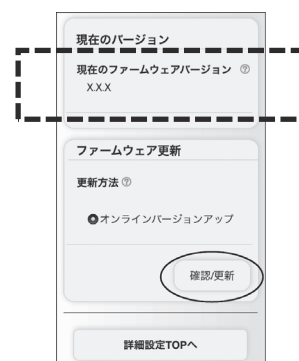 現在のバージョン
現在のファームウェアバージョン ?
X.X.X
ファームウェア更新
更新方法 ?
オンラインバージョンアップ
確認/更新
詳細設定TOPへ